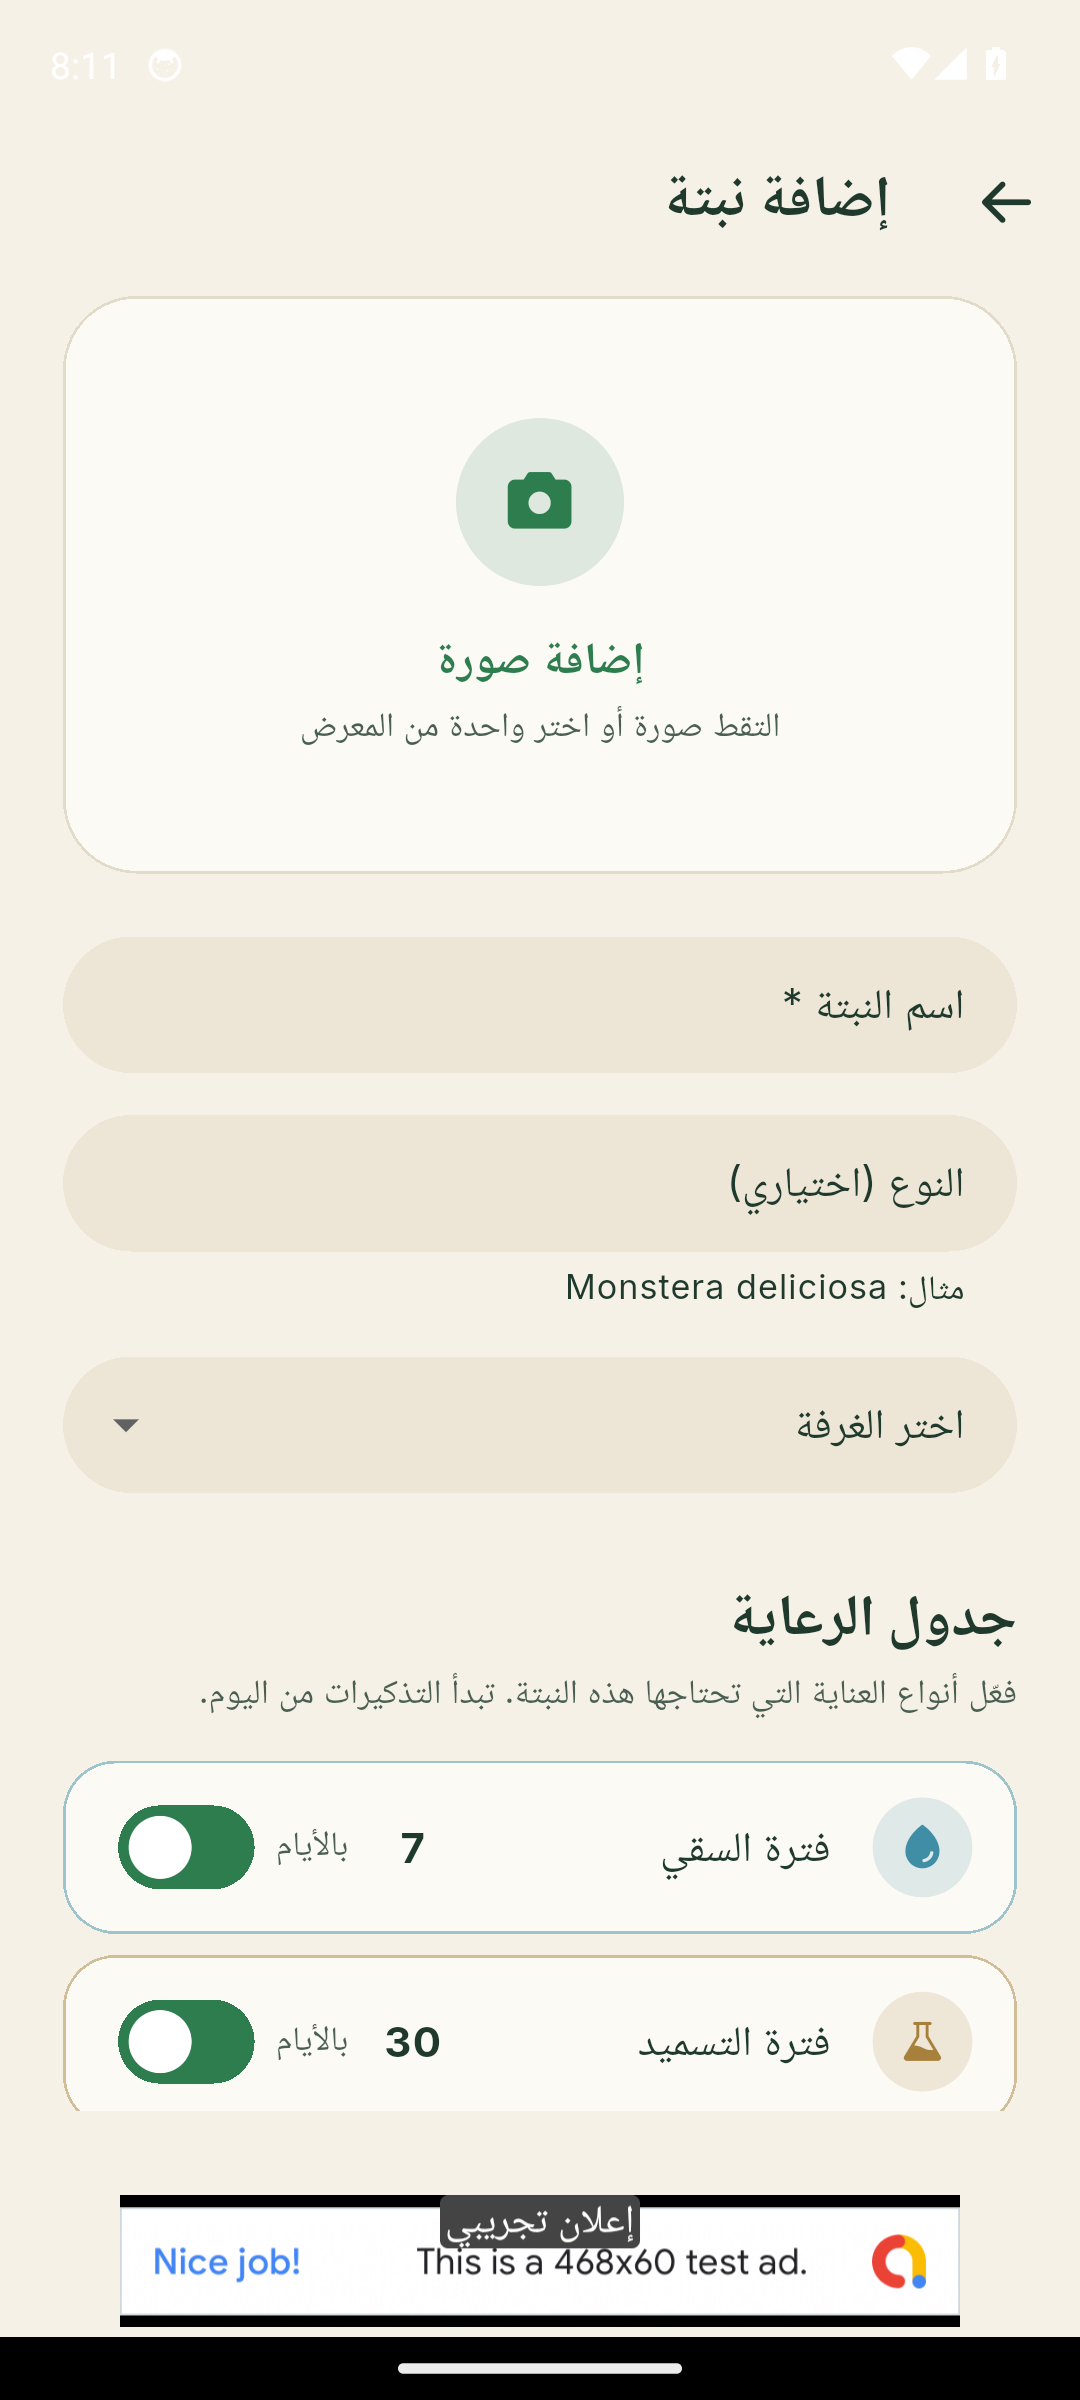 8:11
إضافة نبتة
إضافة صورة
التقط صورة أو اختر واحدة من المعرض
اسم النبتة *
النوع (اختياري)
مثال: Monstera deliciosa
اختر الغرفة
جدول الرعاية
فعّل أنواع العناية التي تحتاجها هذه النبتة. تبدأ التذكيرات من اليوم.
فترة السقي 7 بالأيام
فترة التسميد 30 بالأيام
إعلان تجريبي
Nice job! This is a 468x60 test ad.